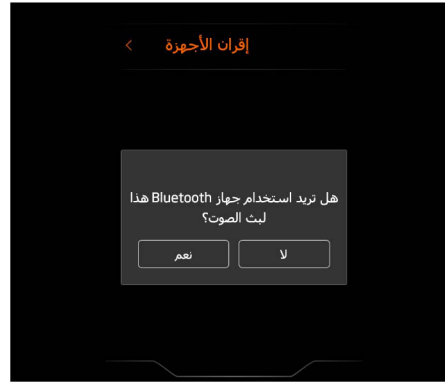 إقران الأجهزة
هل تريد استخدام جهاز Bluetooth هذا
لبث الصوت؟
لا
نعم